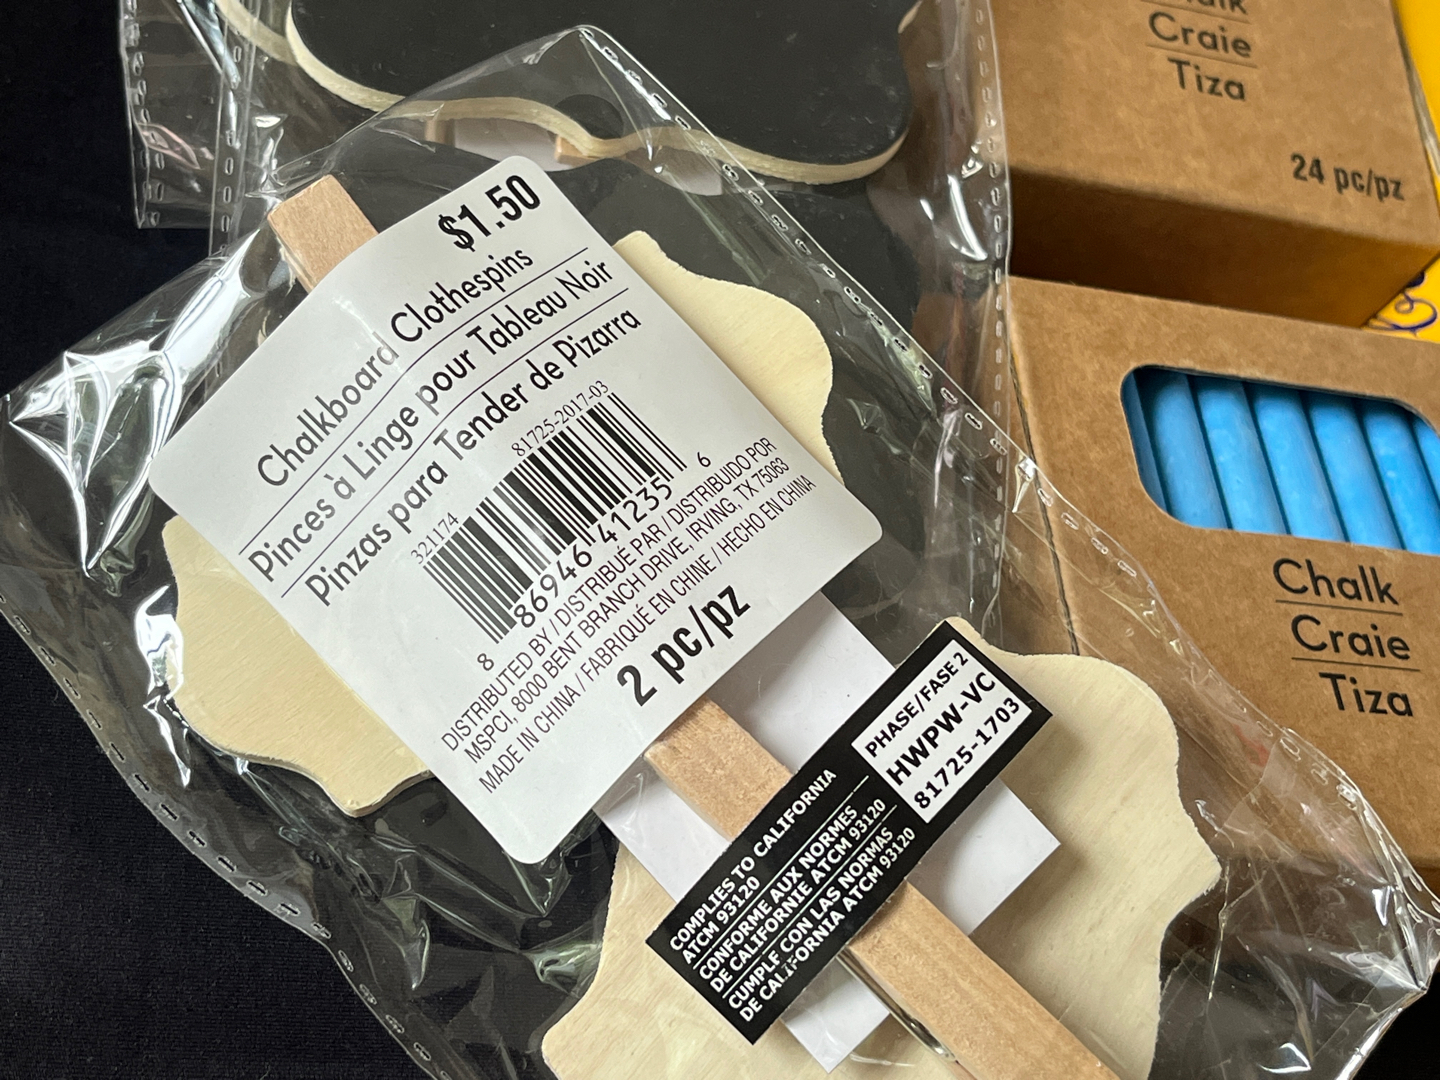 Craie
Tiza
24 pc/pz
$1.50
Chalkboard Clothespins
Pinces à Linge pour Tableau Noir
Pinzas para Tender de Pizarra
81725-2017-03
321174
8 86946 41235 6
DISTRIBUTED BY / DISTRIBUÉ PAR / DISTRIBUIDO POR
MSPCI, 8000 BENT BRANCH DRIVE, IRVING, TX 75063
MADE IN CHINA / FABRIQUÉ EN CHINE / HECHO EN CHINA
2 pc/pz
COMPLIES TO CALIFORNIA
ATCM 93120
CONFORME AUX NORMES
DE CALIFORNIE ATCM 93120
CUMPLE CON LAS NORMAS
DE CALIFORNIA ATCM 93120
PHASE/FASE 2
HWPW-VC
81725-1703
Chalk
Craie
Tiza